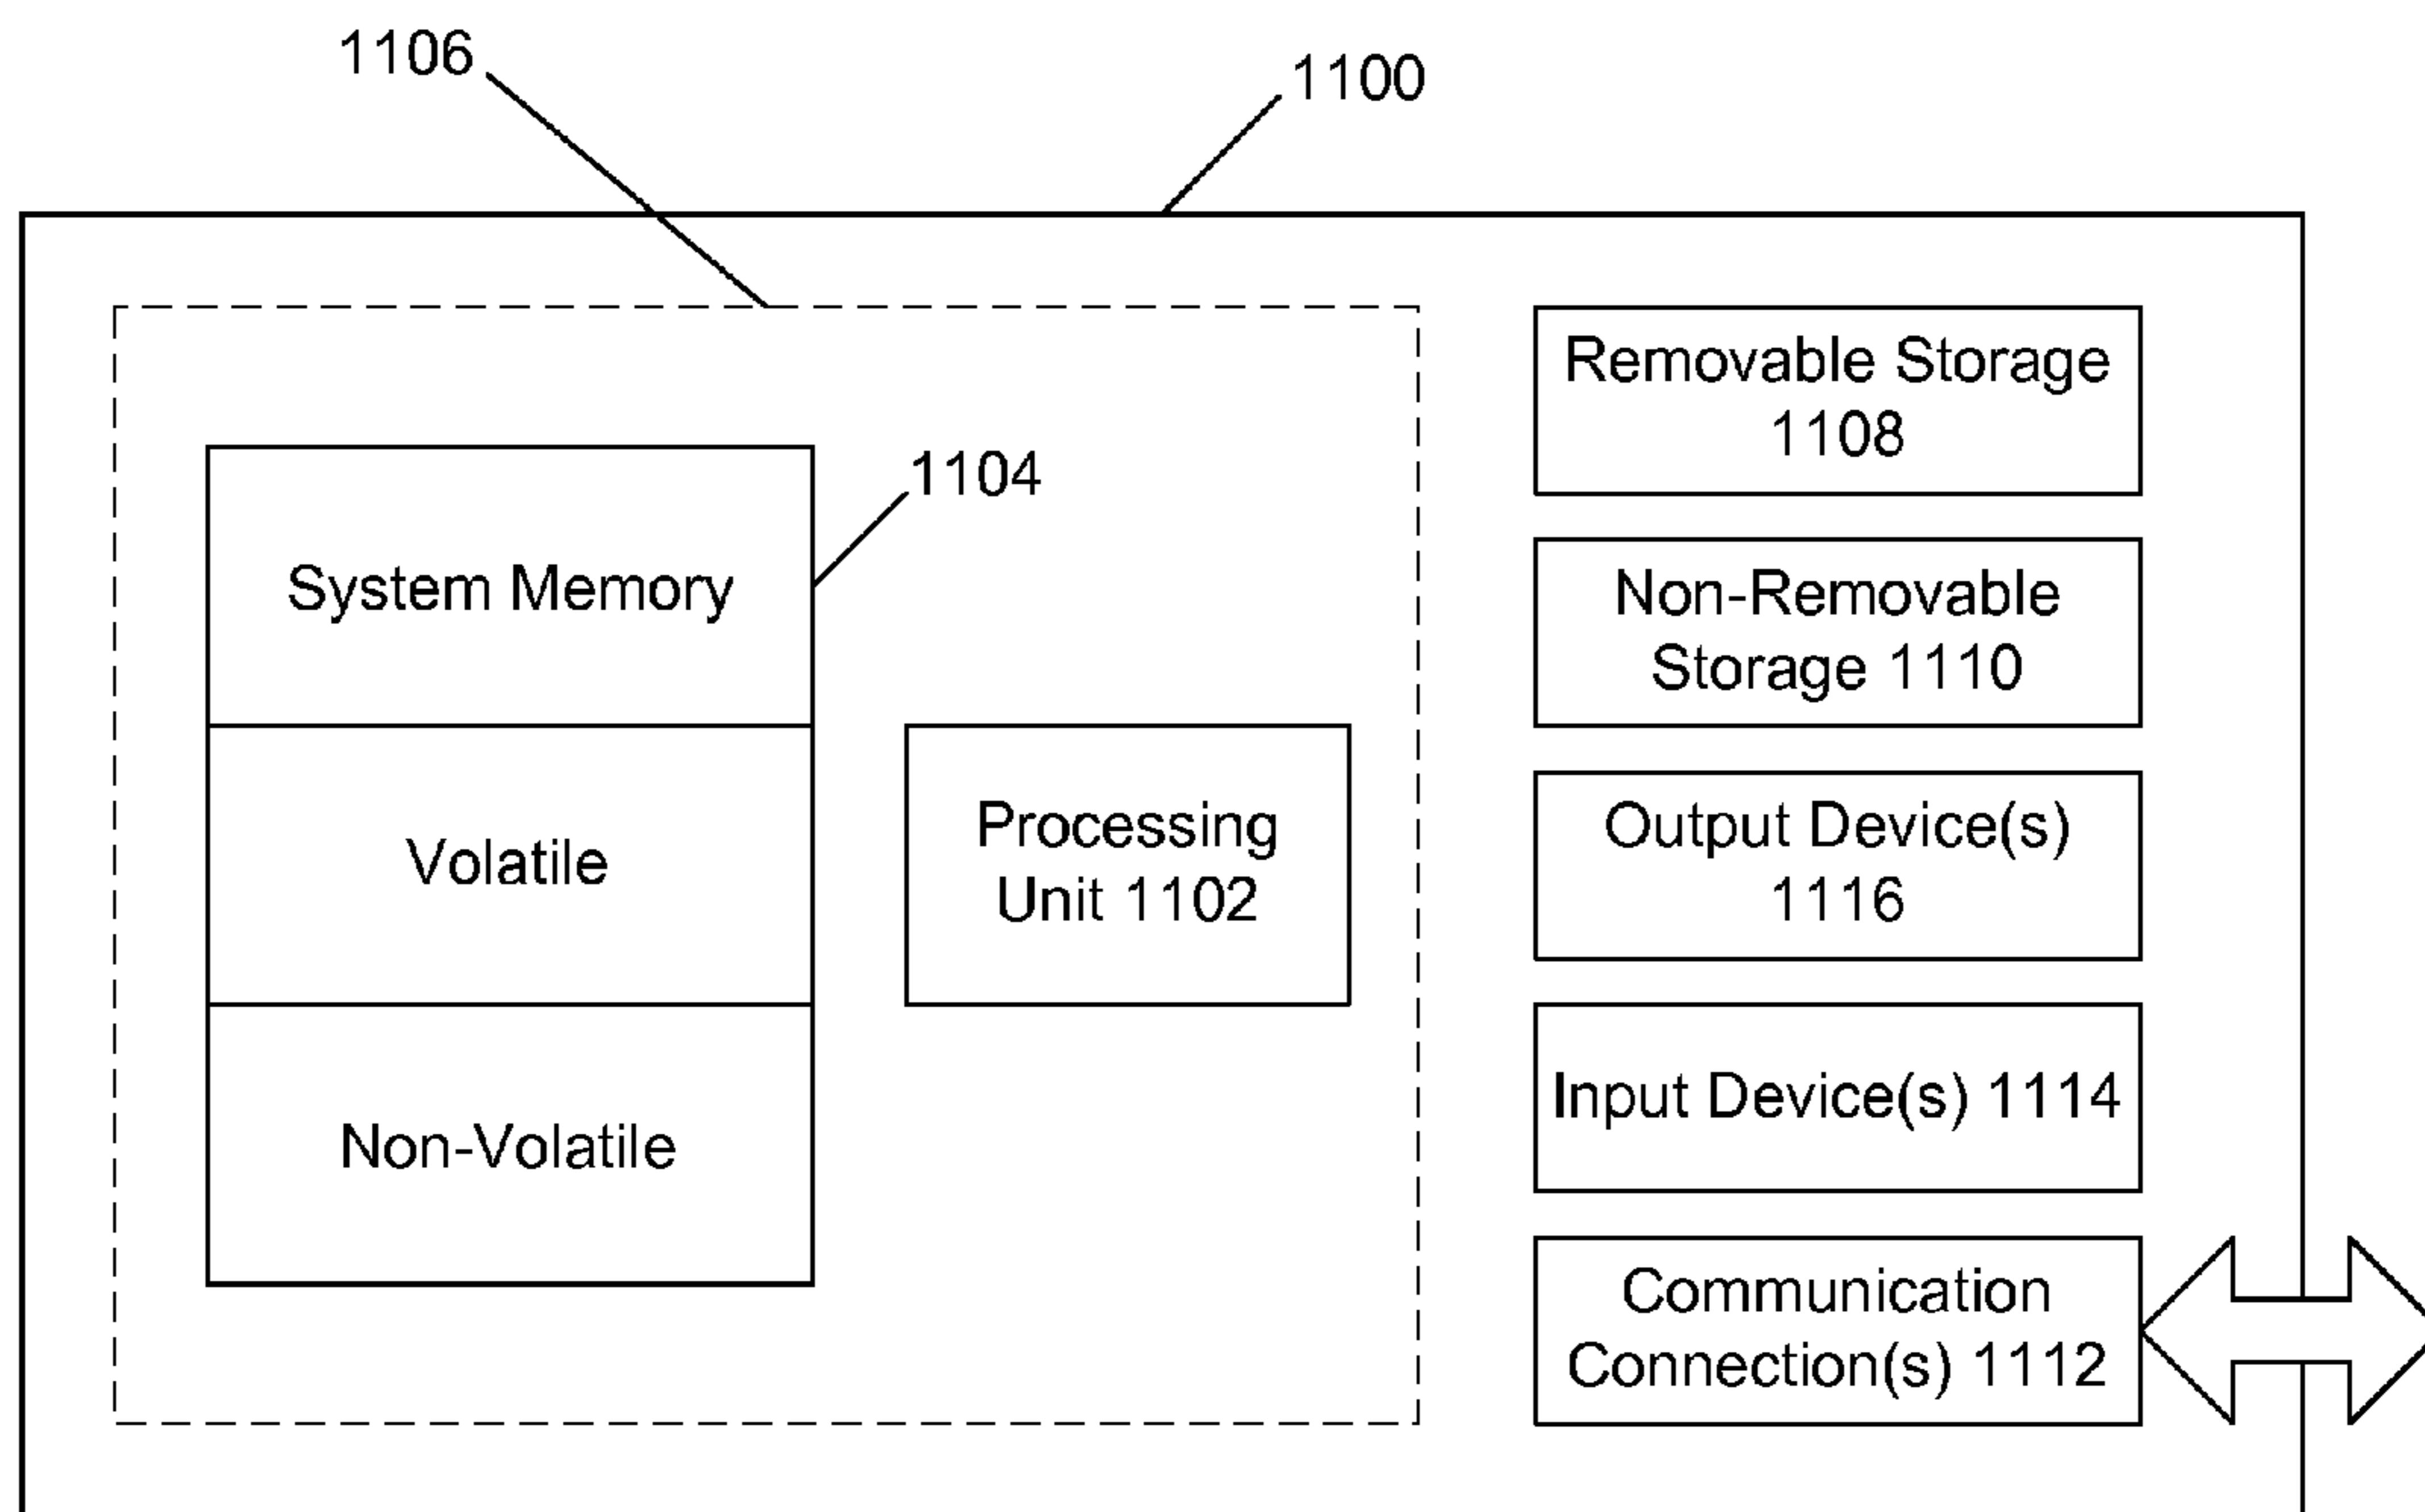 1106
1100
1104
System Memory
Volatile
Non-Volatile
Processing
Unit 1102
Removable Storage
1108
Non-Removable
Storage 1110
Output Device(s)
1116
Input Device(s) 1114
Communication
Connection(s) 1112